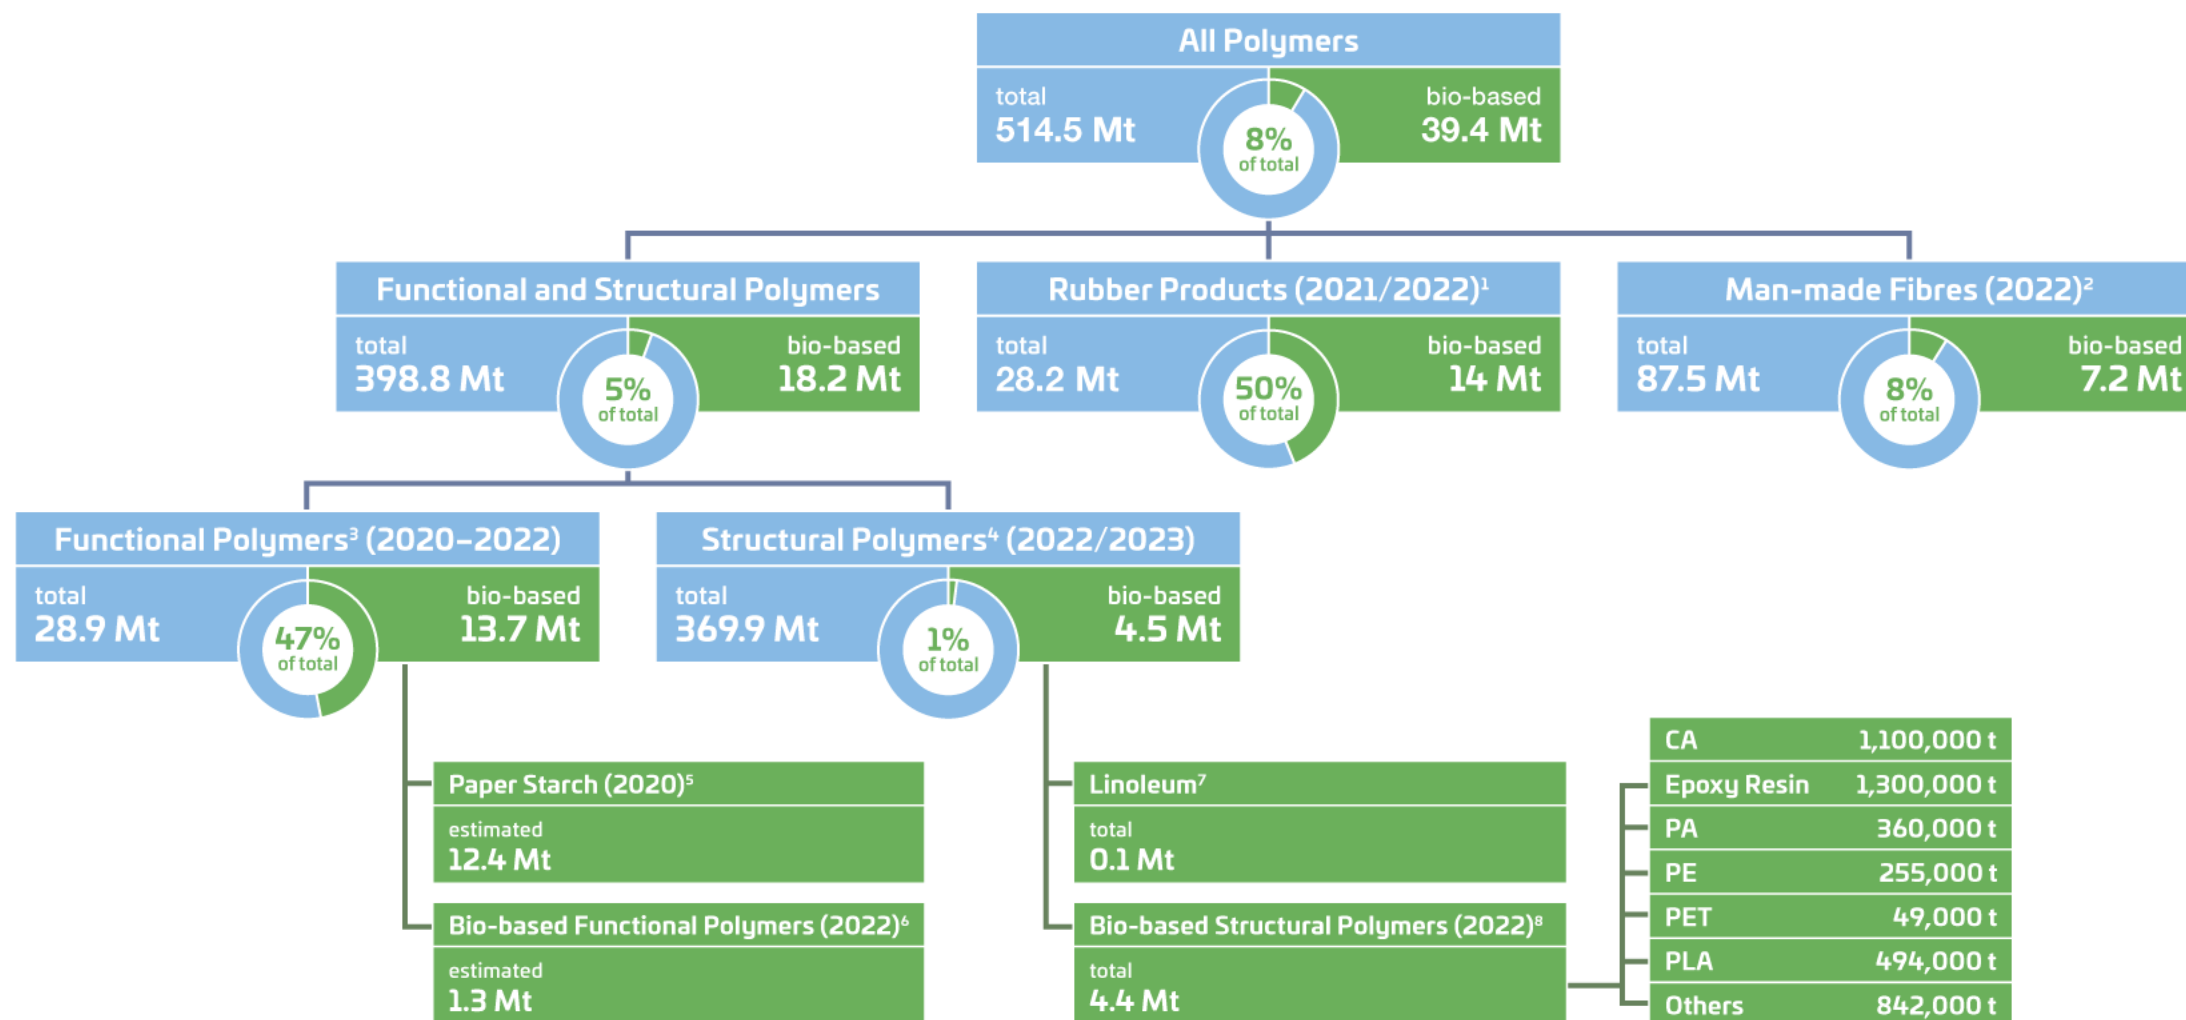 All Polymers
total
514.5 Mt
bio-based
39.4 Mt
8%
of total
Functional and Structural Polymers
total
398.8 Mt
bio-based
18.2 Mt
5%
of total
Rubber Products (2021/2022)¹
total
28.2 Mt
bio-based
14 Mt
50%
of total
Man-made Fibres (2022)²
total
87.5 Mt
bio-based
7.2 Mt
8%
of total
Functional Polymers³ (2020–2022)
total
28.9 Mt
bio-based
13.7 Mt
47%
of total
Structural Polymers⁴ (2022/2023)
total
369.9 Mt
bio-based
4.5 Mt
1%
of total
Paper Starch (2020)⁵
estimated
12.4 Mt
Bio-based Functional Polymers (2022)⁶
estimated
1.3 Mt
Linoleum⁷
total
0.1 Mt
Bio-based Structural Polymers (2022)⁸
total
4.4 Mt
CA 1,100,000 t
Epoxy Resin 1,300,000 t
PA 360,000 t
PE 255,000 t
PET 49,000 t
PLA 494,000 t
Others 842,000 t